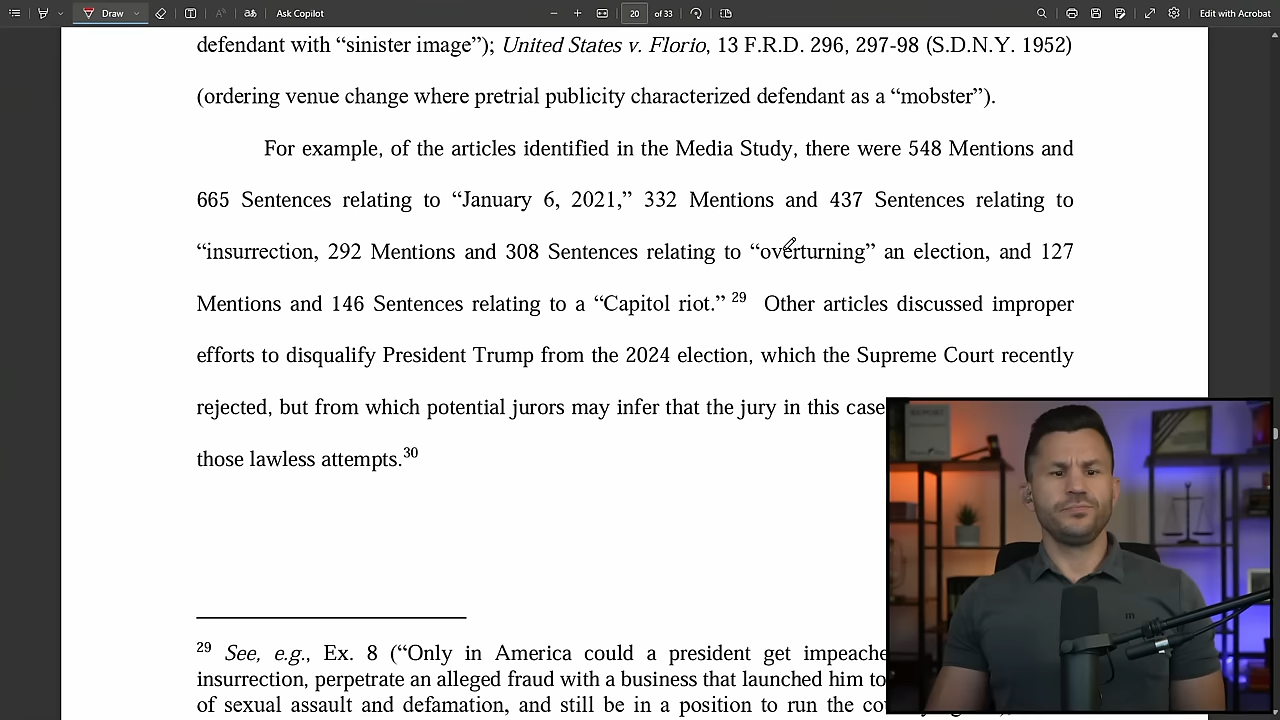 Draw
Ask Copilot
20 of 33
Edit with Acrobat
defendant with “sinister image”); United States v. Florio, 13 F.R.D. 296, 297-98 (S.D.N.Y. 1952)
(ordering venue change where pretrial publicity characterized defendant as a “mobster”).
For example, of the articles identified in the Media Study, there were 548 Mentions and
665 Sentences relating to “January 6, 2021,” 332 Mentions and 437 Sentences relating to
“insurrection, 292 Mentions and 308 Sentences relating to “overturning” an election, and 127
Mentions and 146 Sentences relating to a “Capitol riot.” 29 Other articles discussed improper
efforts to disqualify President Trump from the 2024 election, which the Supreme Court recently
rejected, but from which potential jurors may infer that the jury in this case
those lawless attempts.30
29 See, e.g., Ex. 8 (“Only in America could a president get impeache
insurrection, perpetrate an alleged fraud with a business that launched him to
of sexual assault and defamation, and still be in a position to run the co